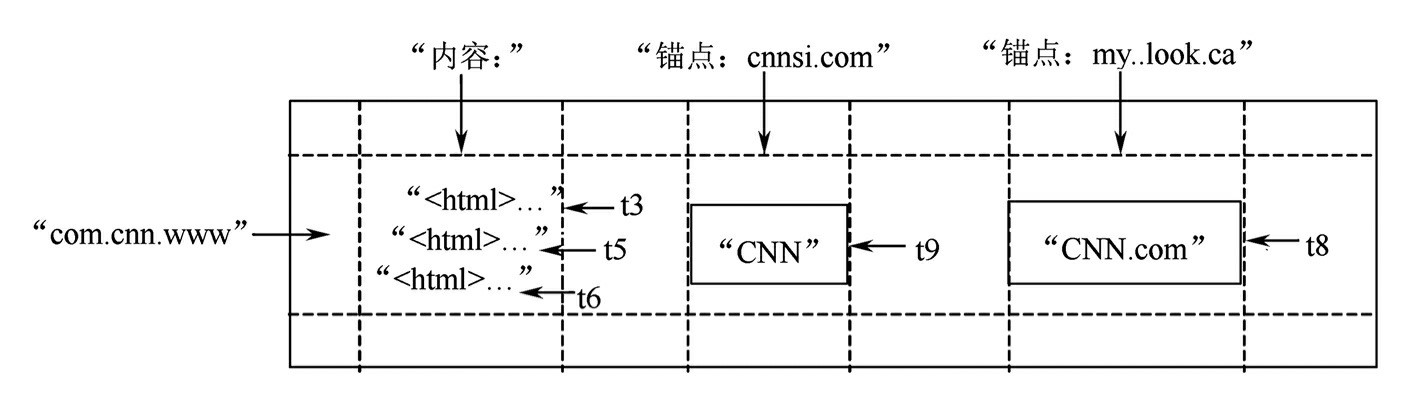 “内容：” “锚点：cnnsi.com” “锚点：my..look.ca”
“<html>…” t3
“com.cnn.www” “<html>…” t5 “CNN” t9 “CNN.com” t8
“<html>…” t6